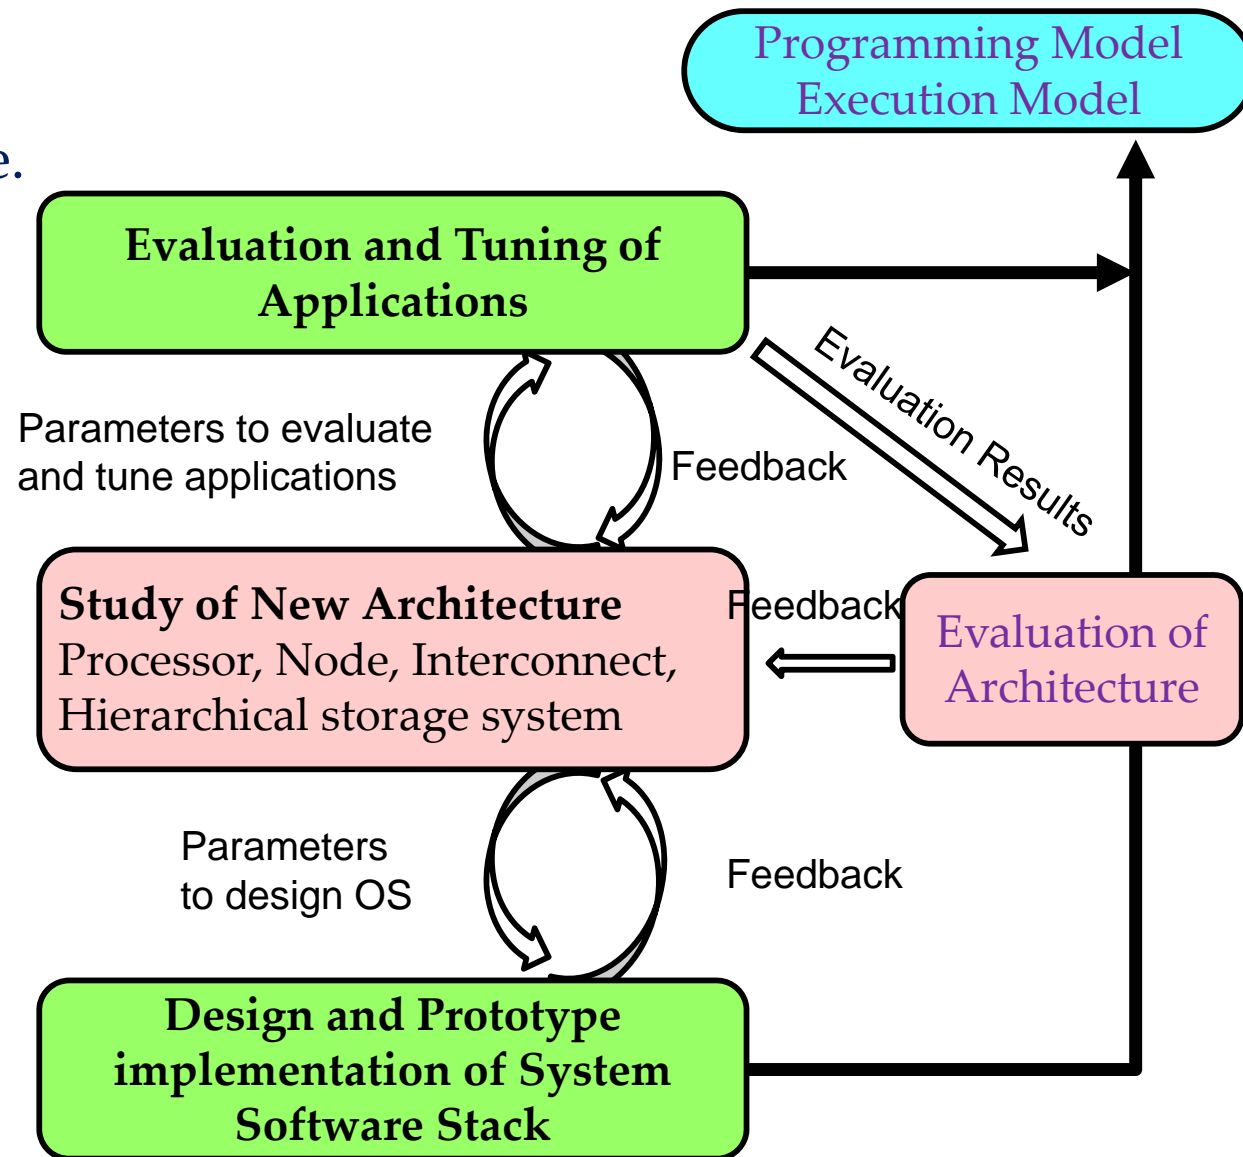 Programming Model
Execution Model
e.
Evaluation and Tuning of
Applications
Evaluation Results
Parameters to evaluate
and tune applications
Feedback
Study of New Architecture
Processor, Node, Interconnect,
Hierarchical storage system
Feedback
Evaluation of
Architecture
Parameters
to design OS
Feedback
Design and Prototype
implementation of System
Software Stack